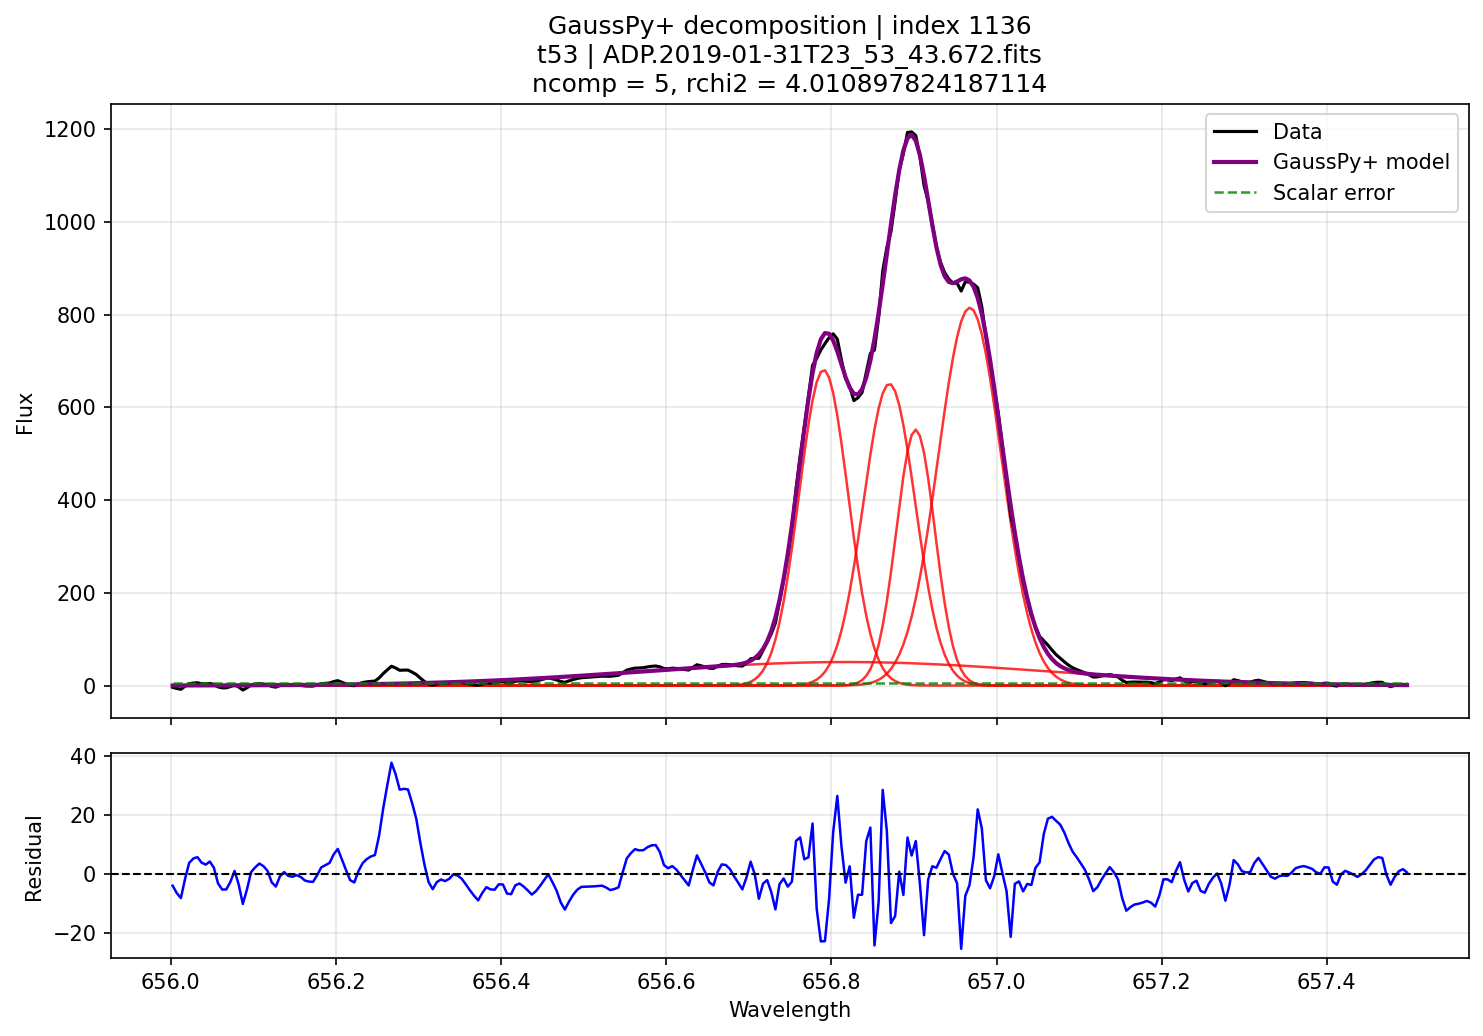 GaussPy+ decomposition | index 1136
t53 | ADP.2019-01-31T23_53_43.672.fits
ncomp = 5, rchi2 = 4.010897824187114
Data
GaussPy+ model
Scalar error
1200
1000
800
600
400
200
0
Flux
40
20
0
−20
Residual
656.0
656.2
656.4
656.6
656.8
657.0
657.2
657.4
Wavelength